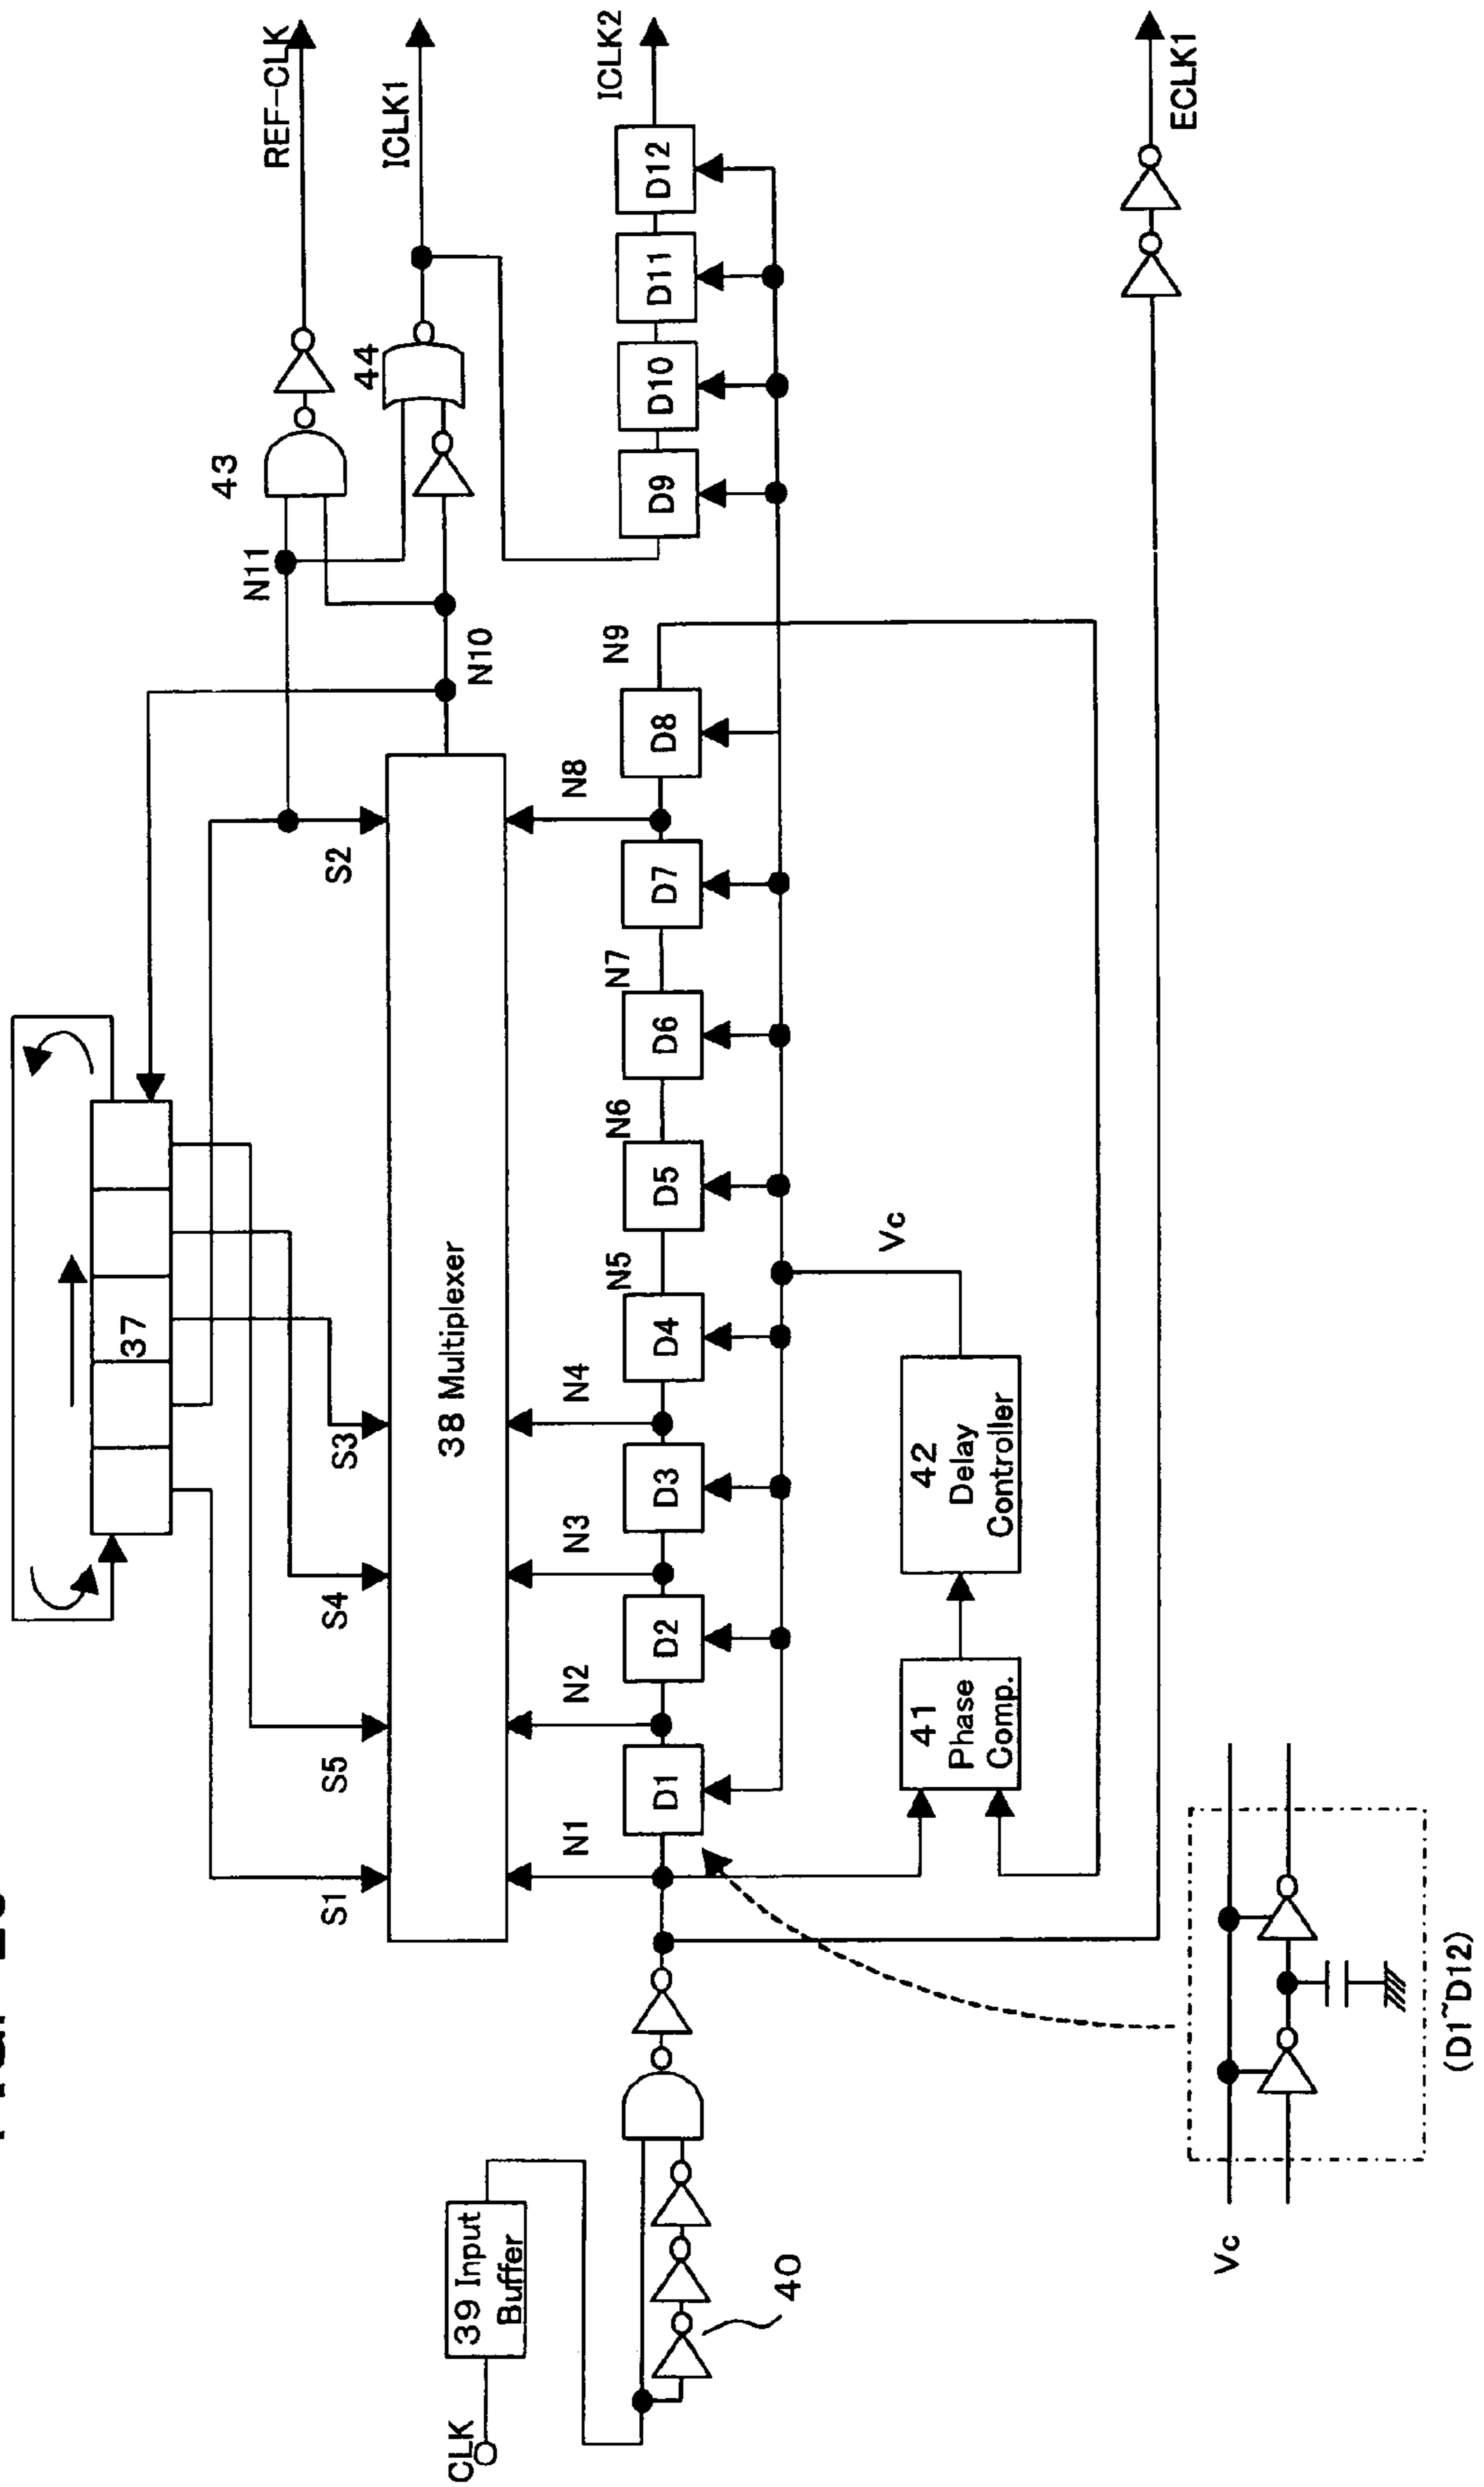 REF-CLK
ICLK1
ICLK2
ECLK1
43
44
N11
N10
37
S1
S5
S4
S3
S2
38 Multiplexer
N1
N2
N3
N4
N5
N6
N7
N8
N9
D1
D2
D3
D4
D5
D6
D7
D8
D9
D10
D11
D12
CLK
39 Input
Buffer
40
41
Phase
Comp.
42
Delay
Controller
Vc
Vc
(D1~D12)